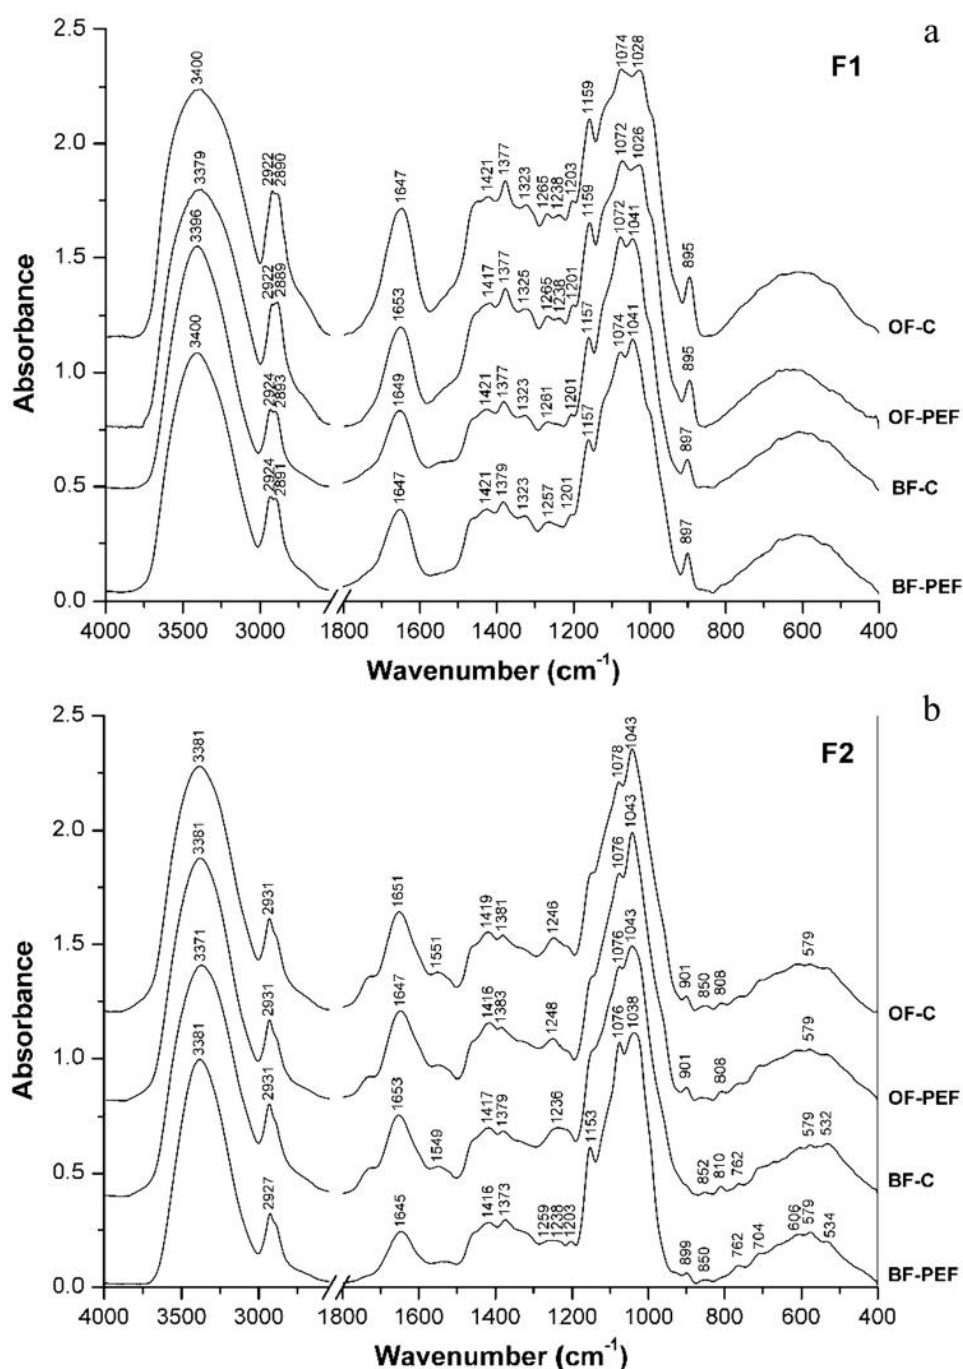 a
F1
2.5
2.0
1.5
1.0
0.5
0.0
Absorbance
3400 2922 2890 1647 1421 1377 1323 1265 1238 1203 1159 1074 1028 895 OF-C
3379 2922 2889 1653 1417 1377 1325 1265 1238 1201 1159 1072 1026 895 OF-PEF
3396 2924 2893 1649 1421 1377 1323 1261 1201 1157 1072 1041 897 BF-C
3400 2924 2891 1647 1421 1379 1323 1257 1201 1157 1074 1041 897 BF-PEF
4000 3500 3000 1800 1600 1400 1200 1000 800 600 400
Wavenumber (cm⁻¹)
b
F2
2.5
2.0
1.5
1.0
0.5
0.0
Absorbance
3381 2931 1651 1551 1419 1381 1246 1078 1043 901 850 808 579 OF-C
3381 2931 1647 1416 1383 1248 1076 1043 901 808 579 OF-PEF
3371 2931 1653 1549 1417 1379 1236 1076 1043 852 810 762 579 532 BF-C
3381 2927 1645 1416 1373 1259 1238 1203 1153 1076 1038 899 850 762 704 606 579 534 BF-PEF
4000 3500 3000 1800 1600 1400 1200 1000 800 600 400
Wavenumber (cm⁻¹)